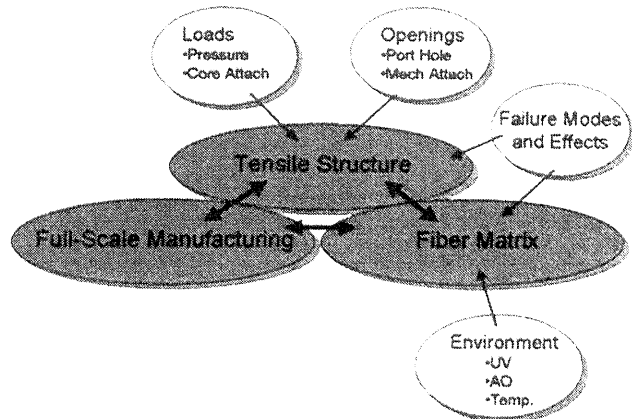 Loads
•Pressure
•Core Attach
Openings
•Port Hole
•Mech Attach
Failure Modes
and Effects
Tensile Structure
Full-Scale Manufacturing
Fiber Matrix
Environment
•UV
•AO
•Temp.